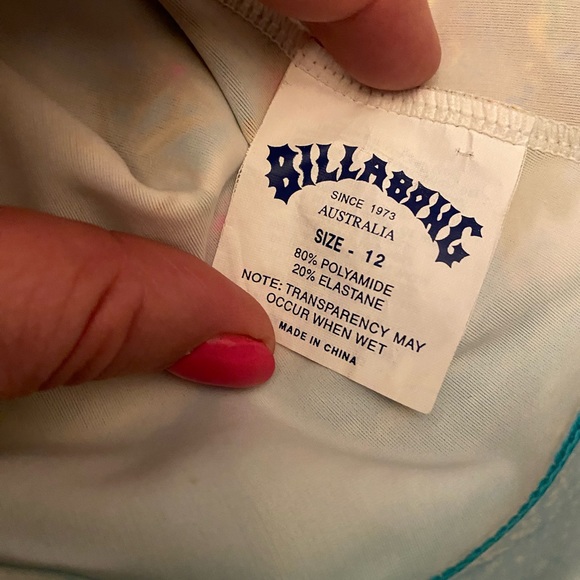 BILLABONG
SINCE 1973
AUSTRALIA
SIZE - 12
80% POLYAMIDE
20% ELASTANE
NOTE: TRANSPARENCY MAY
OCCUR WHEN WET
MADE IN CHINA